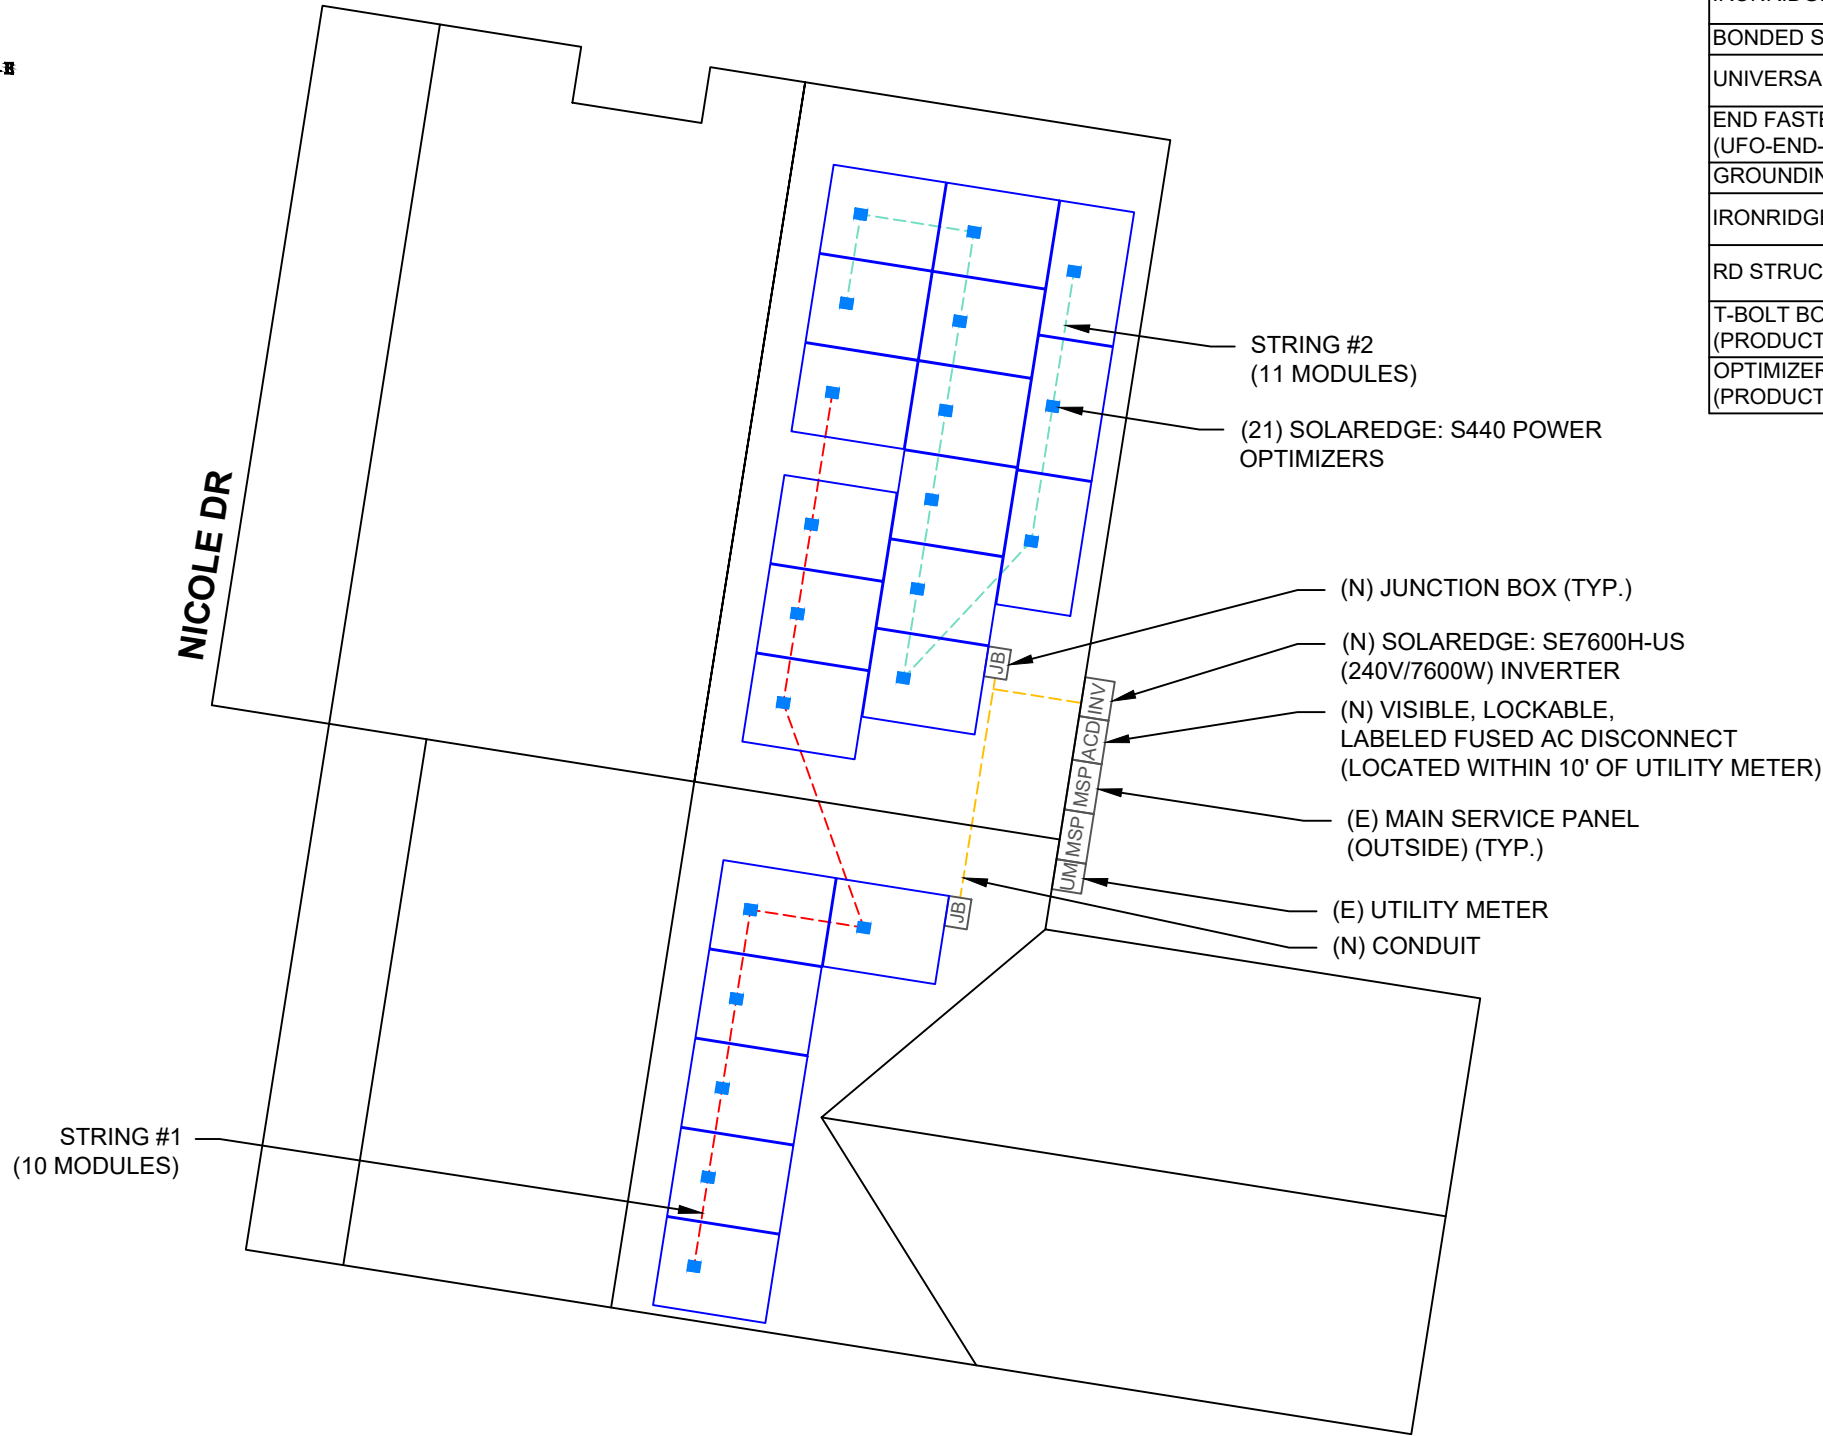 BONDED S
UNIVERSA
END FASTE
(UFO-END-
GROUNDIN
IRONRIDGE
RD STRUC
T-BOLT BO
(PRODUCT
OPTIMIZER
(PRODUCT
NICOLE DR
STRING #2
(11 MODULES)
(21) SOLAREDGE: S440 POWER
OPTIMIZERS
(N) JUNCTION BOX (TYP.)
(N) SOLAREDGE: SE7600H-US
(240V/7600W) INVERTER
(N) VISIBLE, LOCKABLE,
LABELED FUSED AC DISCONNECT
(LOCATED WITHIN 10' OF UTILITY METER)
(E) MAIN SERVICE PANEL
(OUTSIDE) (TYP.)
(E) UTILITY METER
(N) CONDUIT
JB
INV
ACD
MSP
MSP
UM
JB
STRING #1
(10 MODULES)